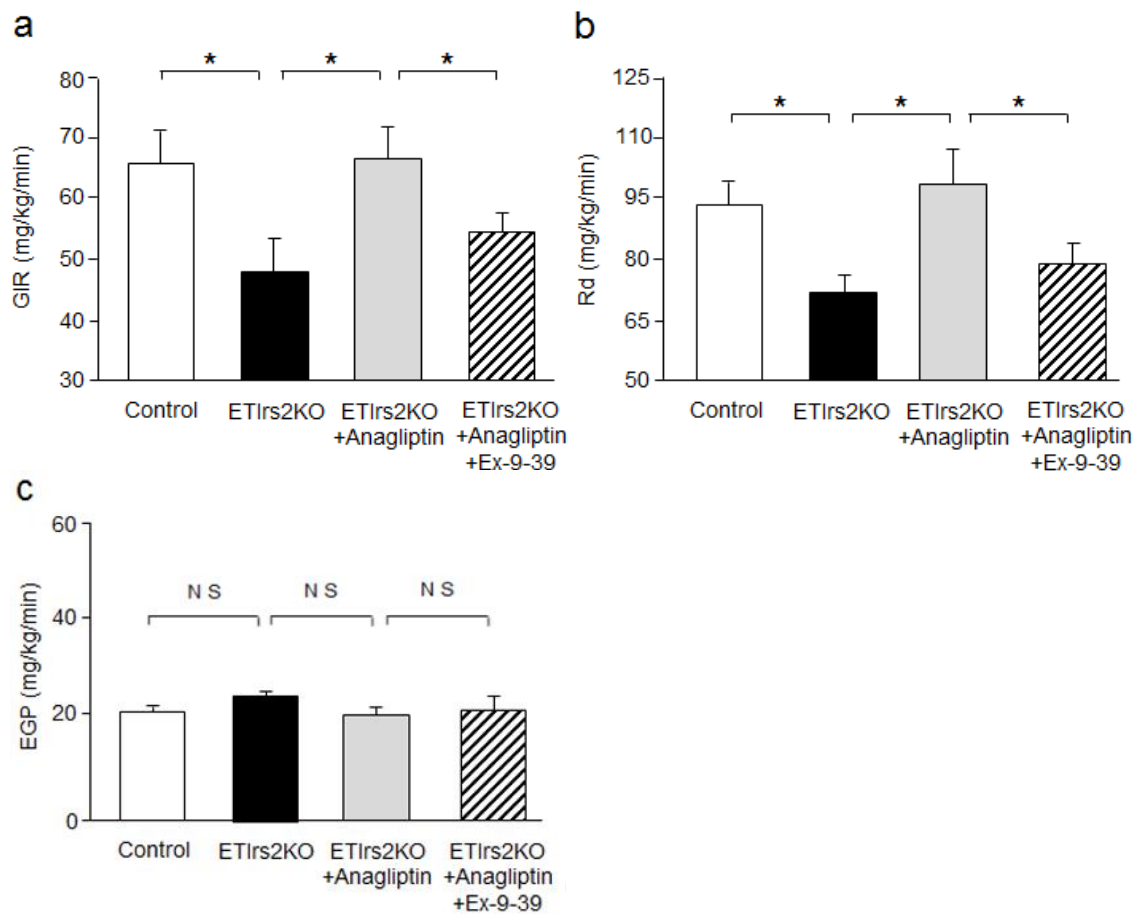 a
* * *
80
70
60
50
40
30
GIR (mg/kg/min)
Control
ETIrs2KO
ETIrs2KO
+Anagliptin
ETIrs2KO
+Anagliptin
+Ex-9-39
b
* * *
125
110
95
80
65
50
Rd (mg/kg/min)
Control
ETIrs2KO
ETIrs2KO
+Anagliptin
ETIrs2KO
+Anagliptin
+Ex-9-39
c
N S N S N S
60
40
20
0
EGP (mg/kg/min)
Control
ETIrs2KO
ETIrs2KO
+Anagliptin
ETIrs2KO
+Anagliptin
+Ex-9-39